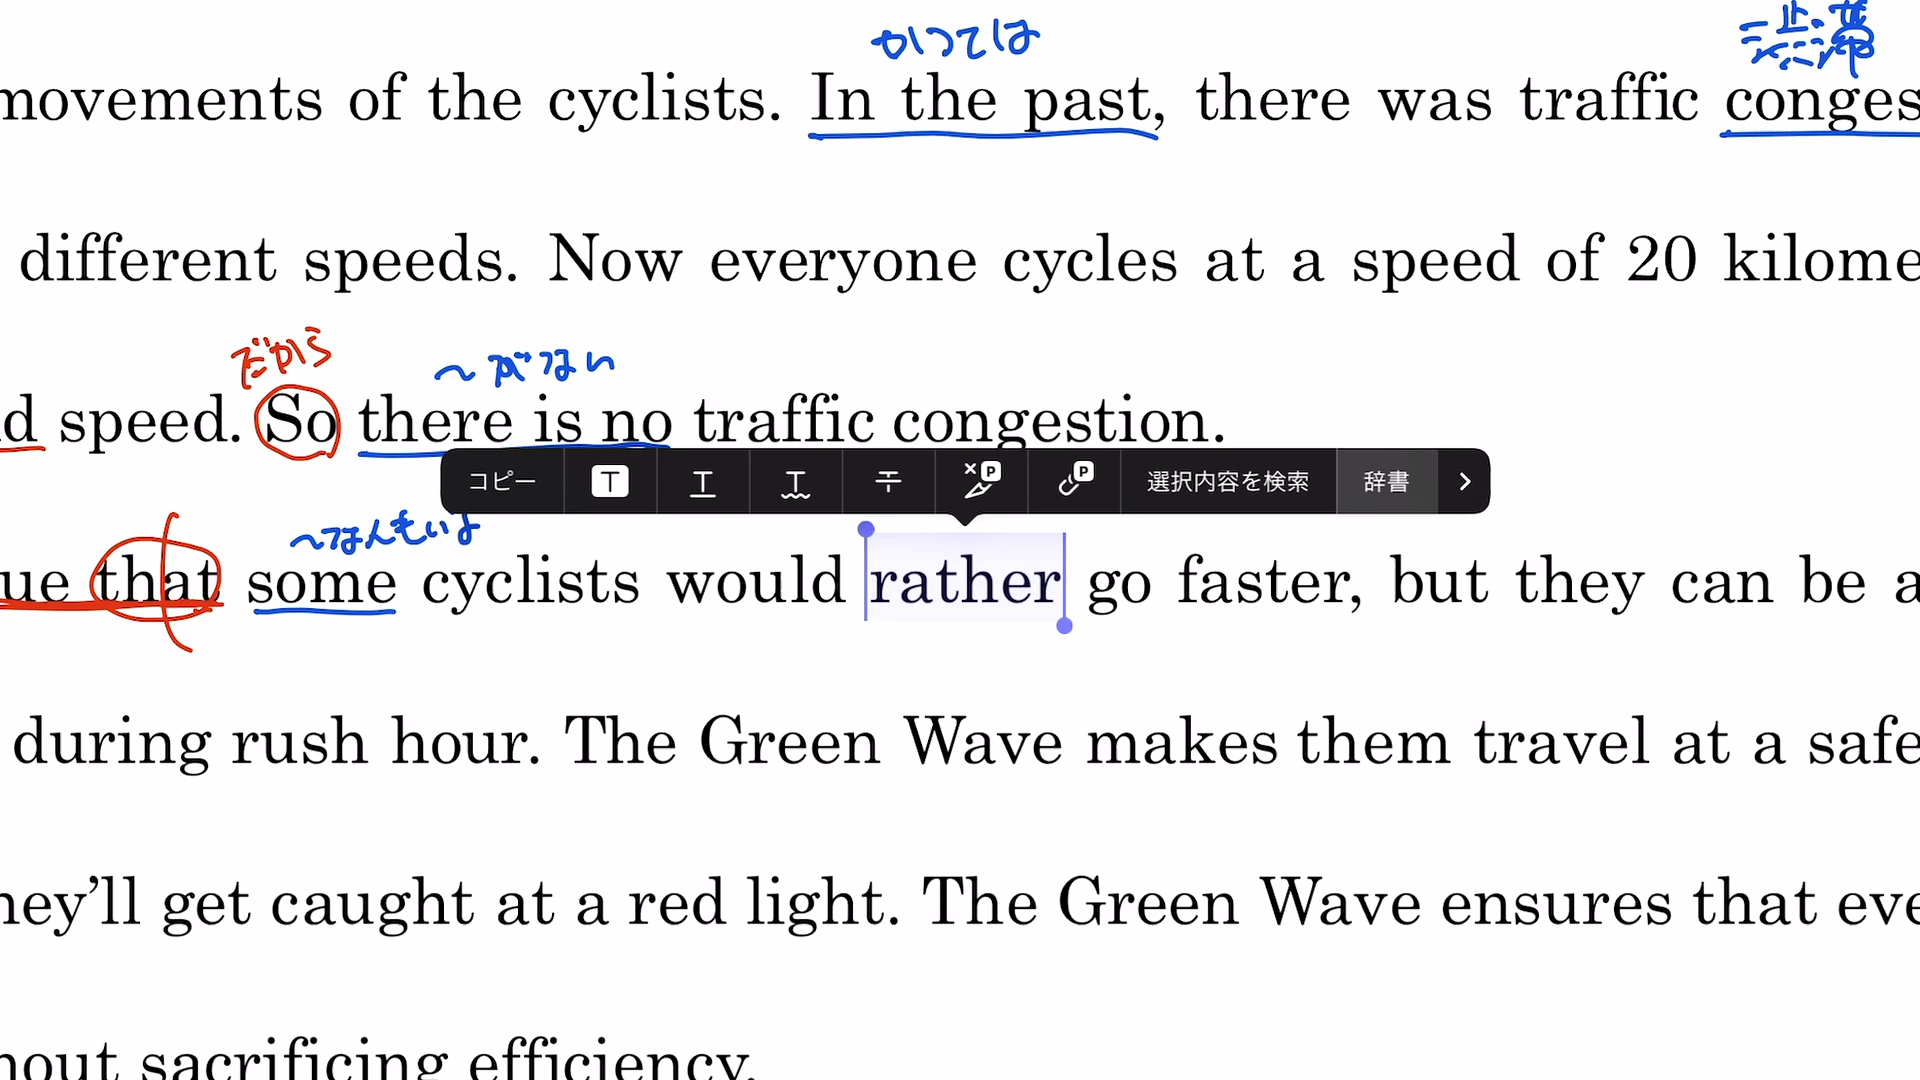 かつては 渋滞
movements of the cyclists. In the past, there was traffic conges
different speeds. Now everyone cycles at a speed of 20 kilome
だから 〜がない
d speed. So there is no traffic congestion.
コピー T T T T P P 選択内容を検索 辞書
〜なんもいよ
ue that some cyclists would rather go faster, but they can be a
during rush hour. The Green Wave makes them travel at a safe
hey'll get caught at a red light. The Green Wave ensures that eve
hout sacrificing efficiency.